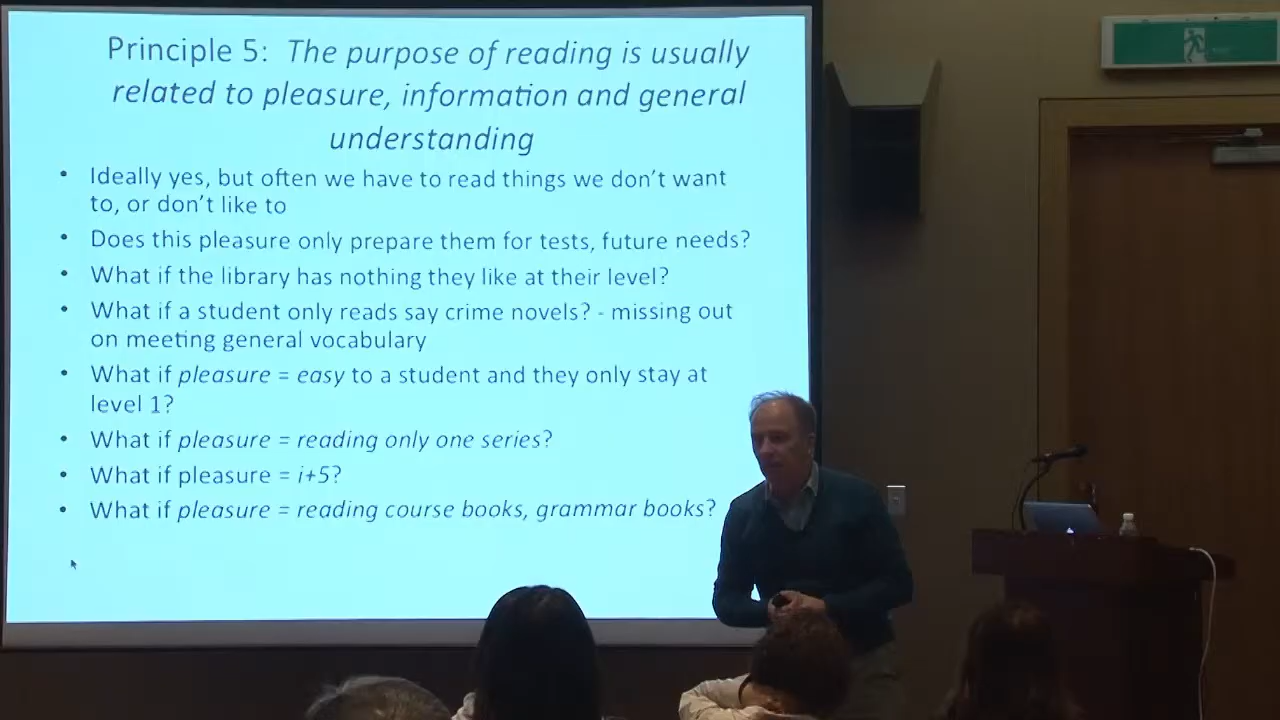 Principle 5: The purpose of reading is usually
related to pleasure, information and general
understanding
• Ideally yes, but often we have to read things we don't want
to, or don't like to
• Does this pleasure only prepare them for tests, future needs?
• What if the library has nothing they like at their level?
• What if a student only reads say crime novels? - missing out
on meeting general vocabulary
• What if pleasure = easy to a student and they only stay at
level 1?
• What if pleasure = reading only one series?
• What if pleasure = i+5?
• What if pleasure = reading course books, grammar books?